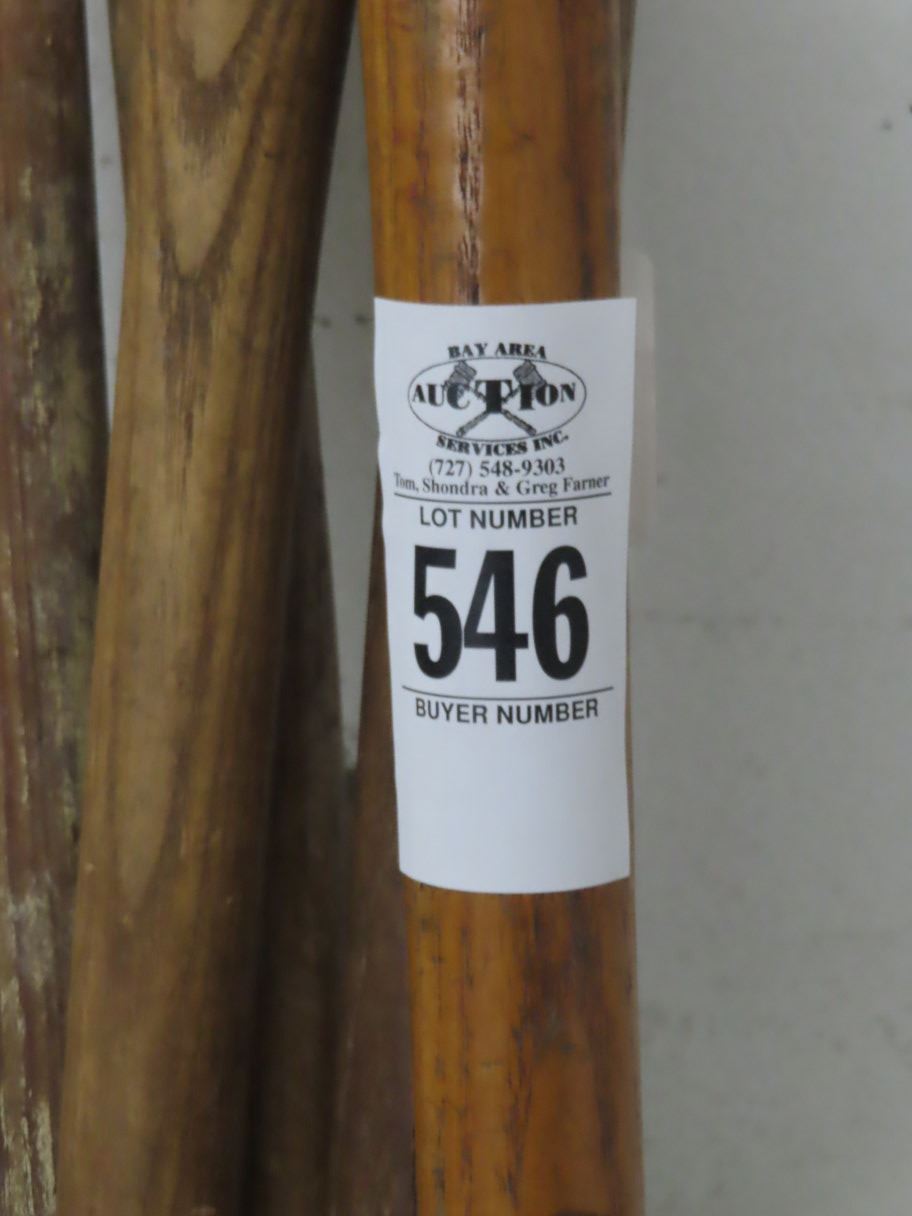 BAY AREA
AUCTION
SERVICES INC.
(727) 548-9303
Tom, Shondra & Greg Farner
LOT NUMBER
546
BUYER NUMBER